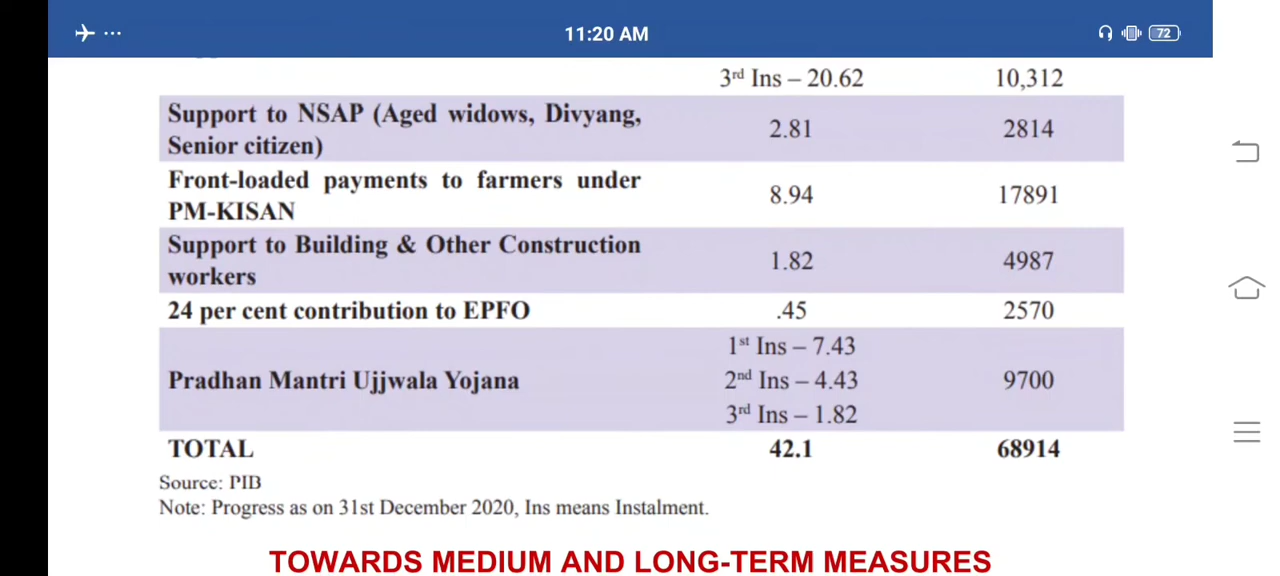 11:20 AM
72
3rd Ins – 20.62 10,312
Support to NSAP (Aged widows, Divyang, Senior citizen) 2.81 2814
Front-loaded payments to farmers under PM-KISAN 8.94 17891
Support to Building & Other Construction workers 1.82 4987
24 per cent contribution to EPFO .45 2570
Pradhan Mantri Ujjwala Yojana
1st Ins – 7.43
2nd Ins – 4.43
3rd Ins – 1.82
9700
TOTAL 42.1 68914
Source: PIB
Note: Progress as on 31st December 2020, Ins means Instalment.
TOWARDS MEDIUM AND LONG-TERM MEASURES